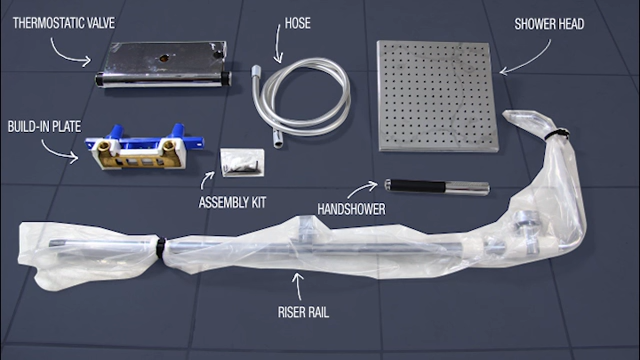 THERMOSTATIC VALVE
HOSE
SHOWER HEAD
BUILD-IN PLATE
ASSEMBLY KIT
HANDSHOWER
RISER RAIL